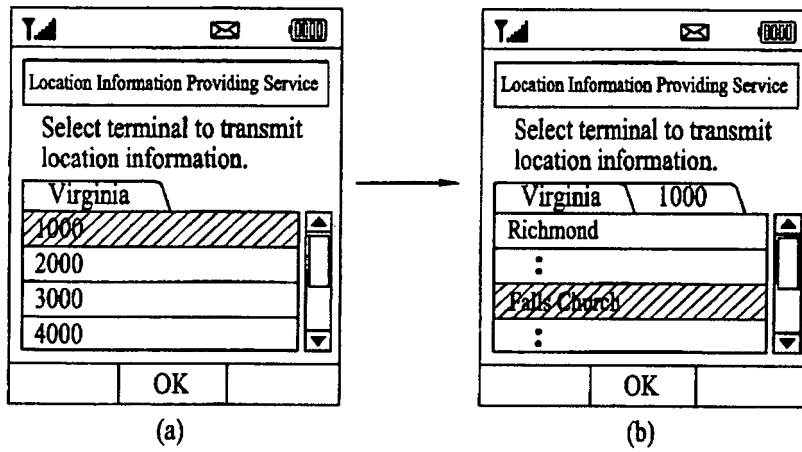 Location Information Providing Service
Select terminal to transmit
location information.
Virginia
1000
2000
3000
4000
OK
(a)
Location Information Providing Service
Select terminal to transmit
location information.
Virginia 1000
Richmond
:
Falls Church
:
OK
(b)